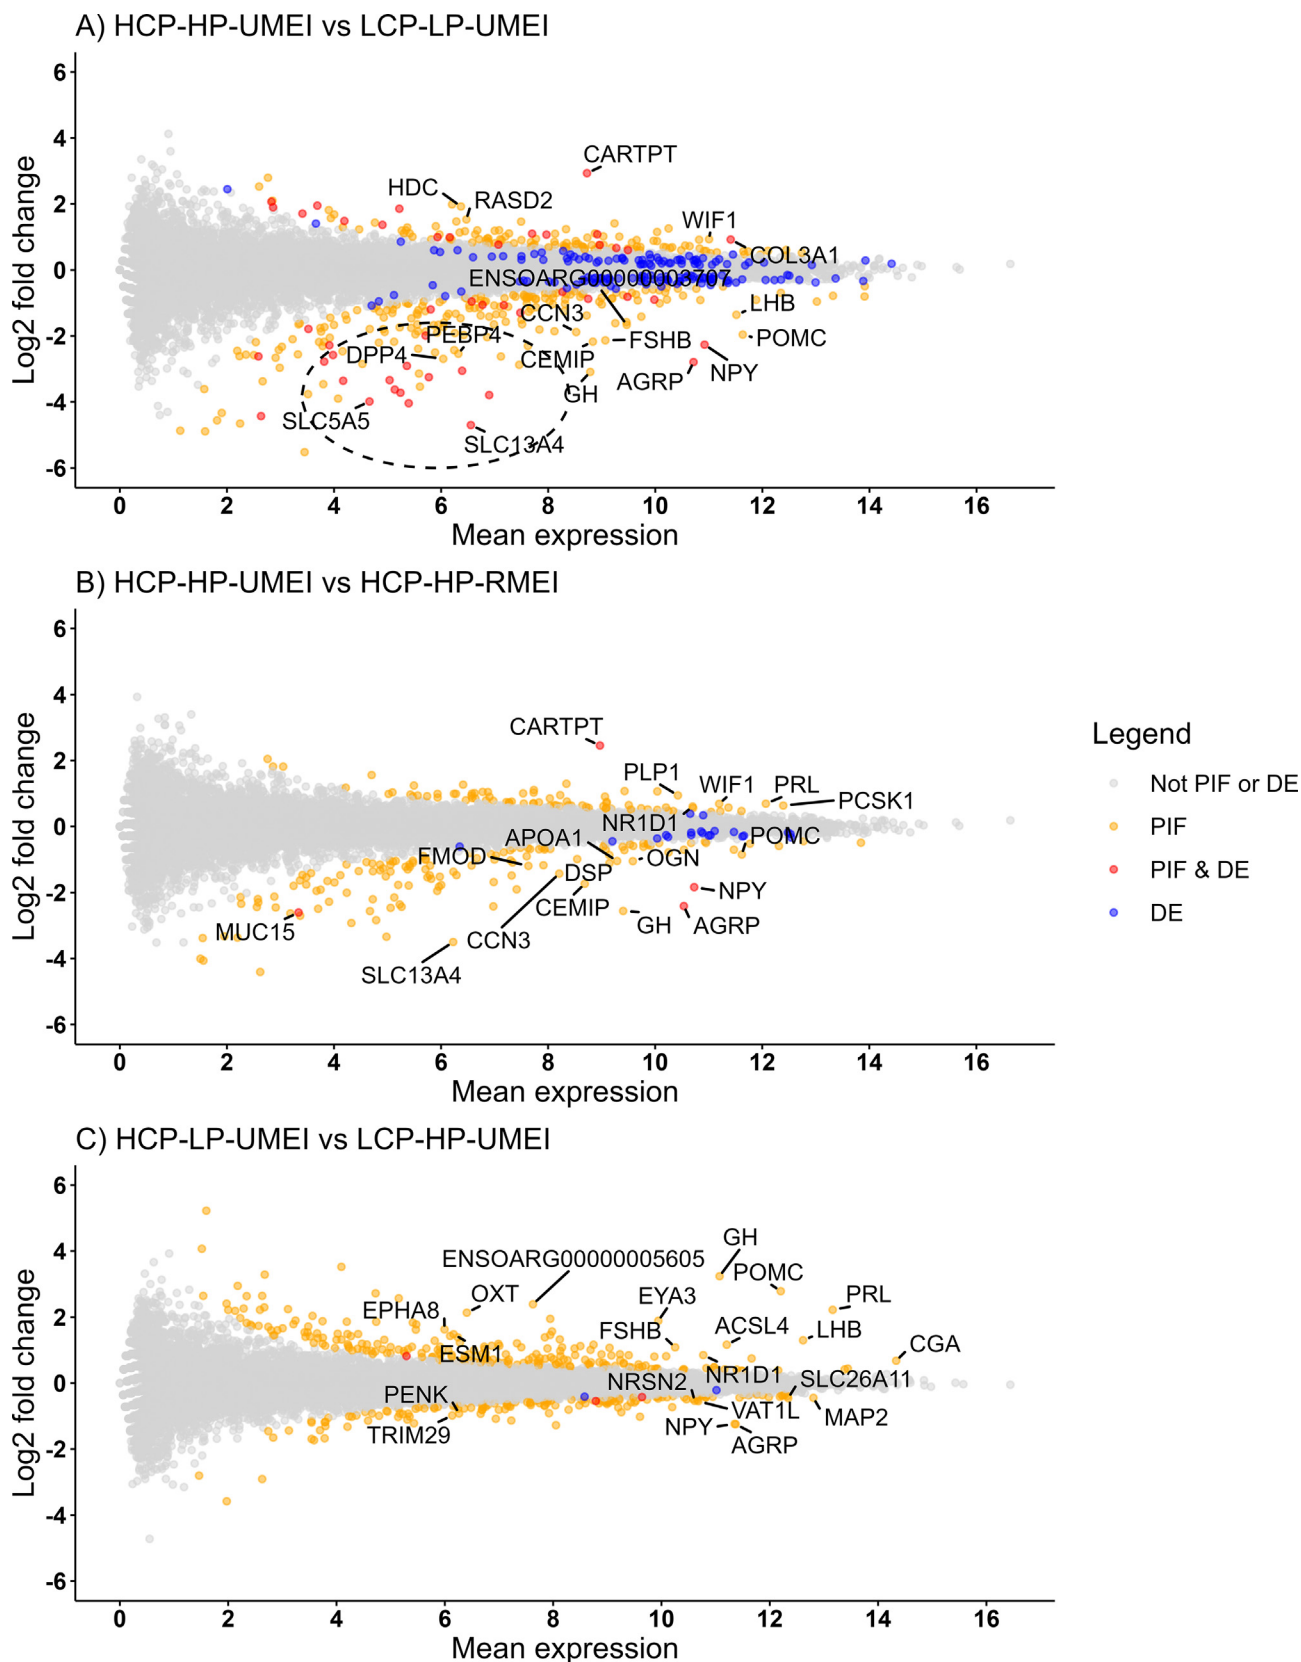 A) HCP-HP-UMEI vs LCP-LP-UMEI
Log2 fold change
6
4
2
0
-2
-4
-6
CARTPT
HDC
RASD2
WIF1
COL3A1
ENSOARG00000003707
LHB
CCN3
PEBP4
FSHB
POMC
DPP4
CEMIP
NPY
AGRP
GH
SLC5A5
SLC13A4
0 2 4 6 8 10 12 14 16
Mean expression
B) HCP-HP-UMEI vs HCP-HP-RMEI
Log2 fold change
6
4
2
0
-2
-4
-6
CARTPT
PLP1
WIF1
PRL
PCSK1
NR1D1
APOA1
POMC
FMOD
OGN
DSP
NPY
CEMIP
GH
AGRP
MUC15
CCN3
SLC13A4
0 2 4 6 8 10 12 14 16
Mean expression
Legend
Not PIF or DE
PIF
PIF & DE
DE
C) HCP-LP-UMEI vs LCP-HP-UMEI
Log2 fold change
6
4
2
0
-2
-4
-6
GH
ENSOARG00000005605
POMC
OXT
EYA3
PRL
EPHA8
FSHB
ACSL4
LHB
CGA
ESM1
NR1D1
NRSN2
SLC26A11
PENK
VAT1L
MAP2
NPY
TRIM29
AGRP
0 2 4 6 8 10 12 14 16
Mean expression